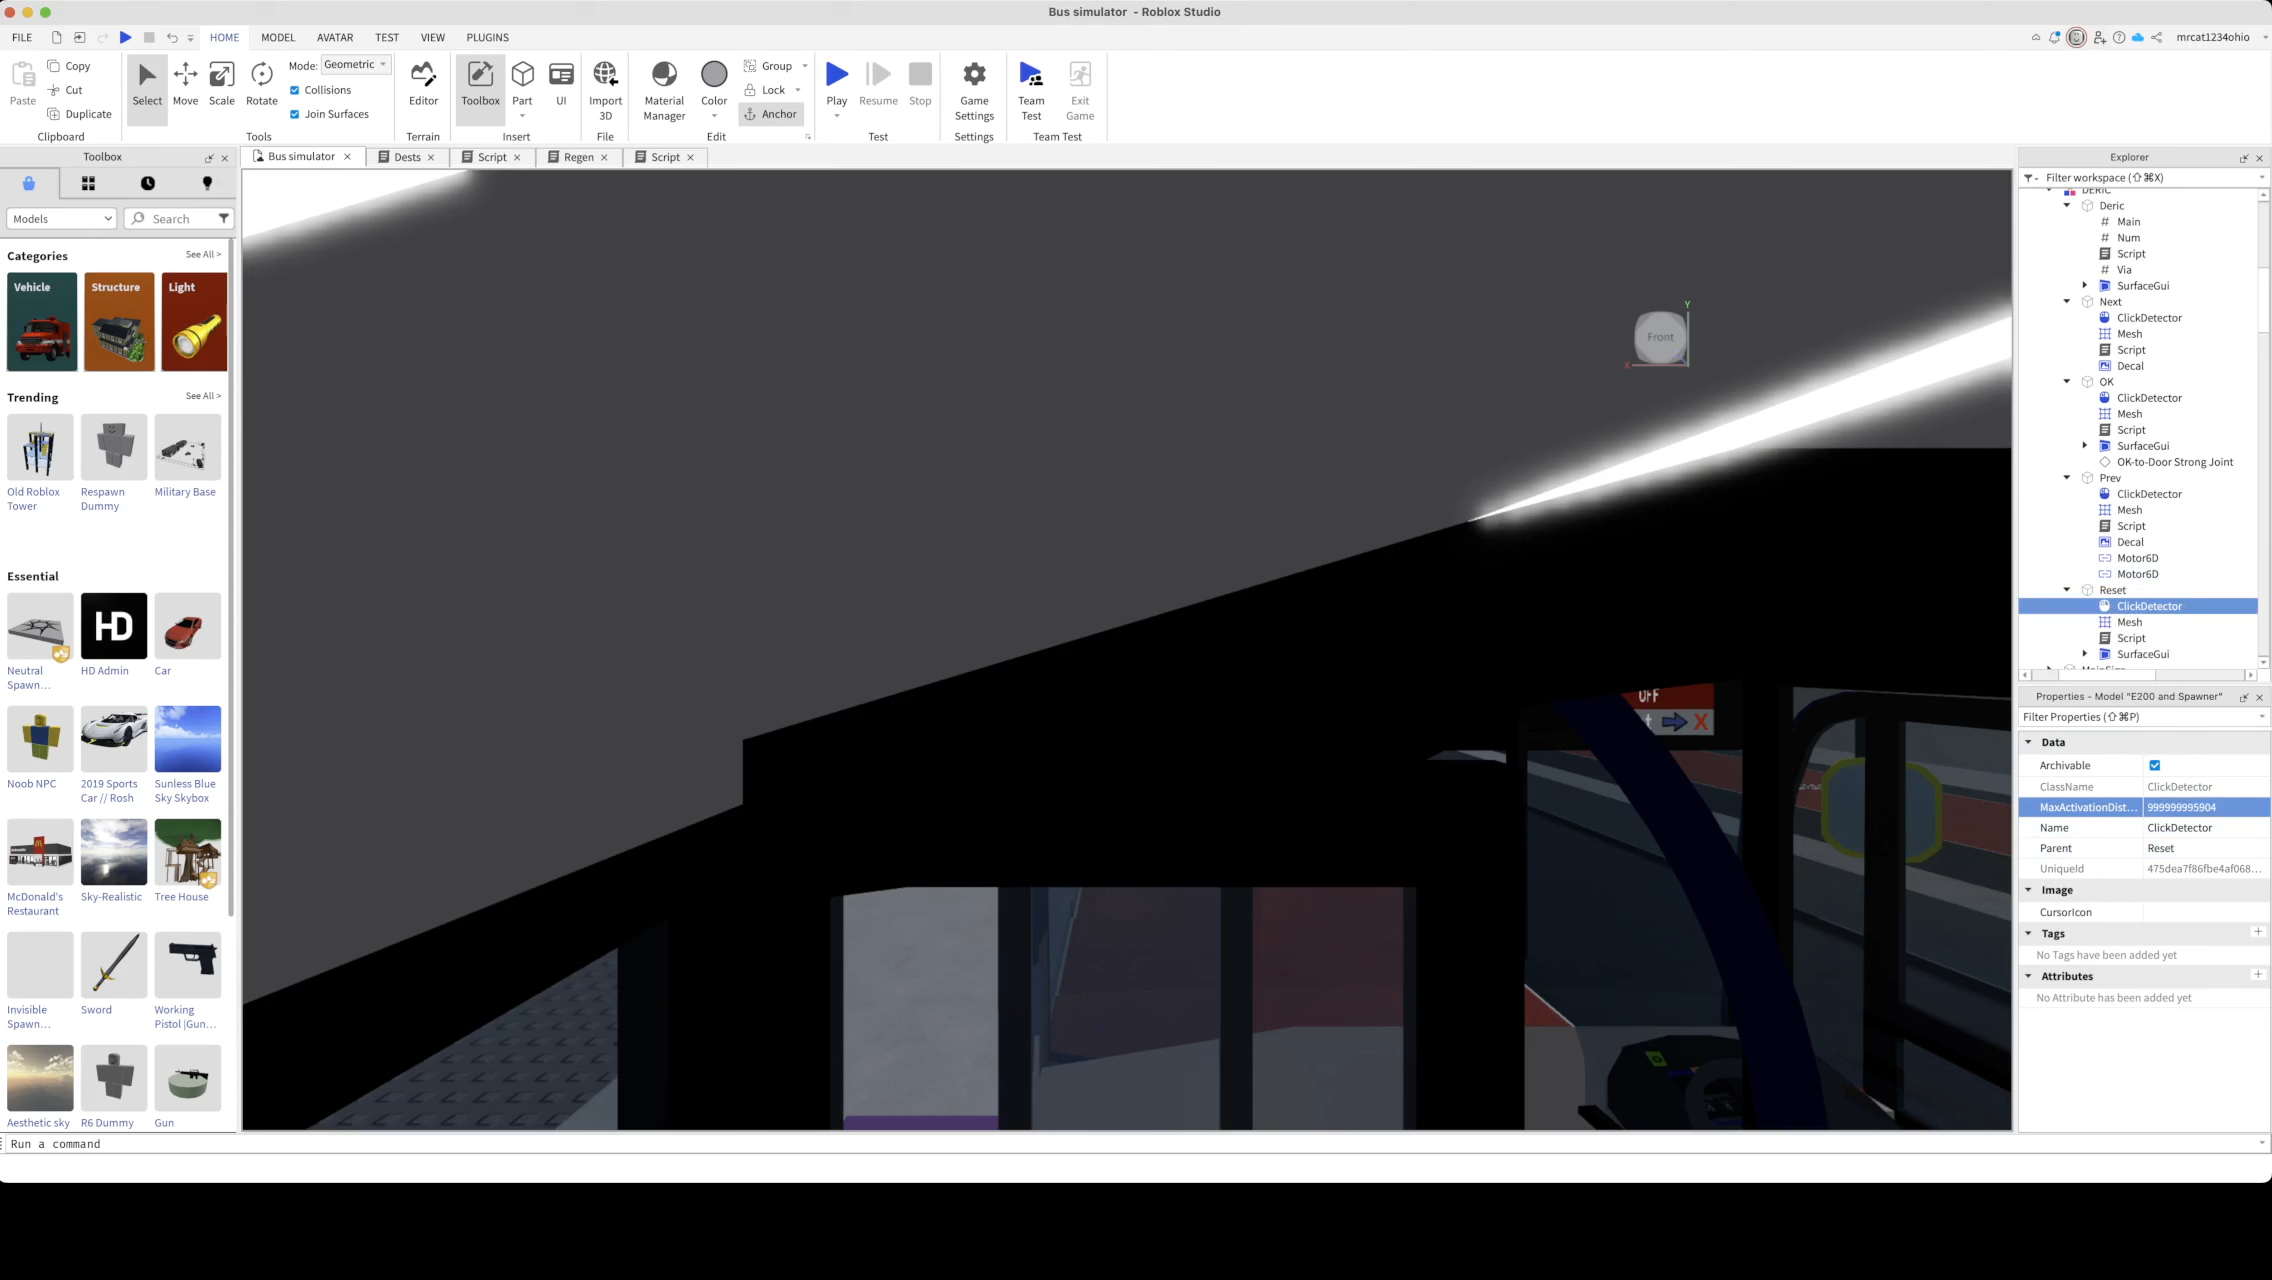 Bus simulator - Roblox Studio
FILE HOME MODEL AVATAR TEST VIEW PLUGINS mrcat1234ohio
Paste Copy Cut Duplicate
Clipboard
Select Move Scale Rotate Mode: Geometric
Collisions
Join Surfaces
Tools
Editor
Terrain
Toolbox Part UI
Insert
Import 3D
File
Material Manager Color Group Lock Anchor
Edit
Play Resume Stop
Test
Game Settings
Settings
Team Test Exit Game
Team Test
Toolbox
Bus simulator Dests Script Regen Script
Models Search
Categories See All >
Vehicle Structure Light
Trending See All >
Old Roblox Tower
Respawn Dummy
Military Base
Essential
HD
Neutral Spawn...
HD Admin
Car
Noob NPC
2019 Sports Car // Rosh
Sunless Blue Sky Skybox
McDonald's Restaurant
Sky-Realistic
Tree House
Invisible Spawn...
Sword
Working Pistol |Gun...
Aesthetic sky
R6 Dummy
Gun
Run a command
Y
Front
X
OFF
t X
Explorer
Filter workspace (⇧⌘X)
DERIC
Deric
Main
Num
Script
Via
SurfaceGui
Next
ClickDetector
Mesh
Script
Decal
OK
ClickDetector
Mesh
Script
SurfaceGui
OK-to-Door Strong Joint
Prev
ClickDetector
Mesh
Script
Decal
Motor6D
Motor6D
Reset
ClickDetector
Mesh
Script
SurfaceGui
Properties - Model "E200 and Spawner"
Filter Properties (⇧⌘P)
Data
Archivable
ClassName ClickDetector
MaxActivationDist... 999999995904
Name ClickDetector
Parent Reset
UniqueId 475dea7f86fbe4af068...
Image
CursorIcon
Tags
No Tags have been added yet
Attributes
No Attribute has been added yet